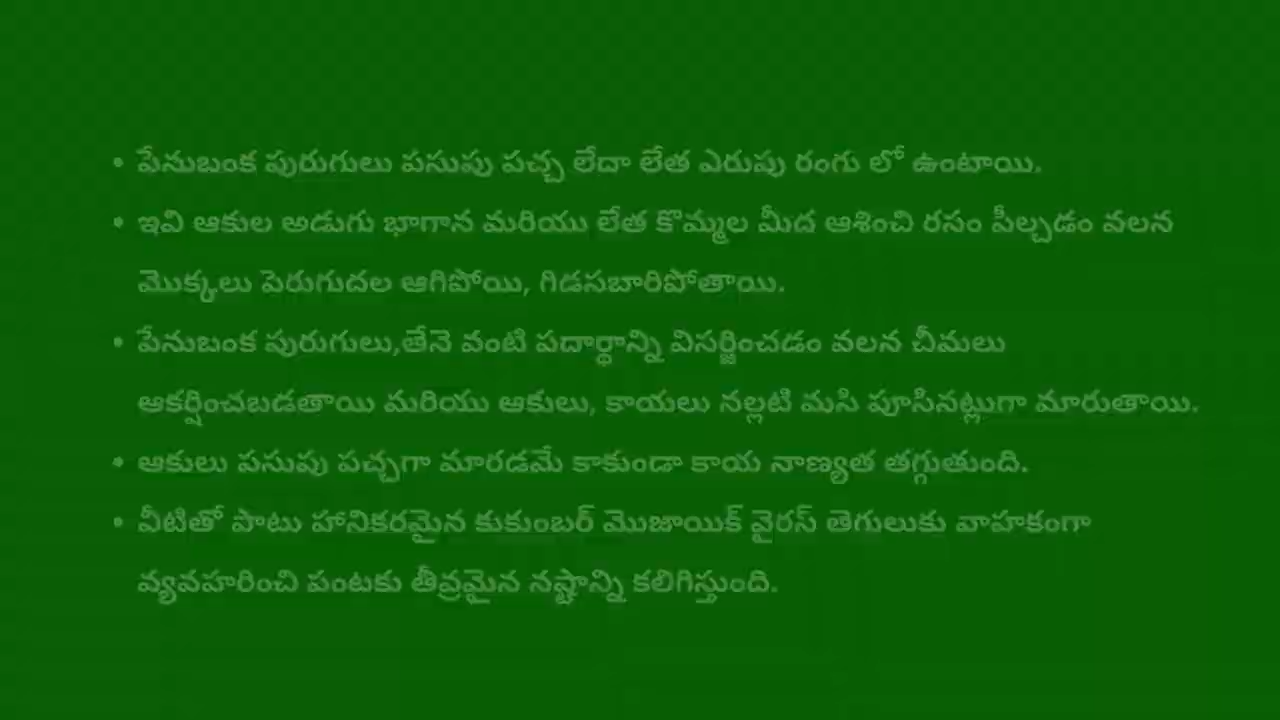 • పేనుబంక పురుగులు పసుపు పచ్చ లేదా లేత ఎరుపు రంగు లో ఉంటాయి.
• ఇవి ఆకుల అడుగు భాగాన మరియు లేత కొమ్మల మీద ఆశించి రసం పీల్చడం వలన
మొక్కలు పెరుగుదల ఆగిపోయి, గిడసబారిపోతాయి.
• పేనుబంక పురుగులు,తేనె వంటి పదార్థాన్ని విసర్జించడం వలన చీమలు
ఆకర్షించబడతాయి మరియు ఆకులు, కాయలు నల్లటి మసి పూసినట్లుగా మారుతాయి.
• ఆకులు పసుపు పచ్చగా మారడమే కాకుండా కాయ నాణ్యత తగ్గుతుంది.
• వీటితో పాటు హానికరమైన కుకుంబర్ మొజాయిక్ వైరస్ తెగులుకు వాహకంగా
వ్యవహరించి పంటకు తీవ్రమైన నష్టాన్ని కలిగిస్తుంది.